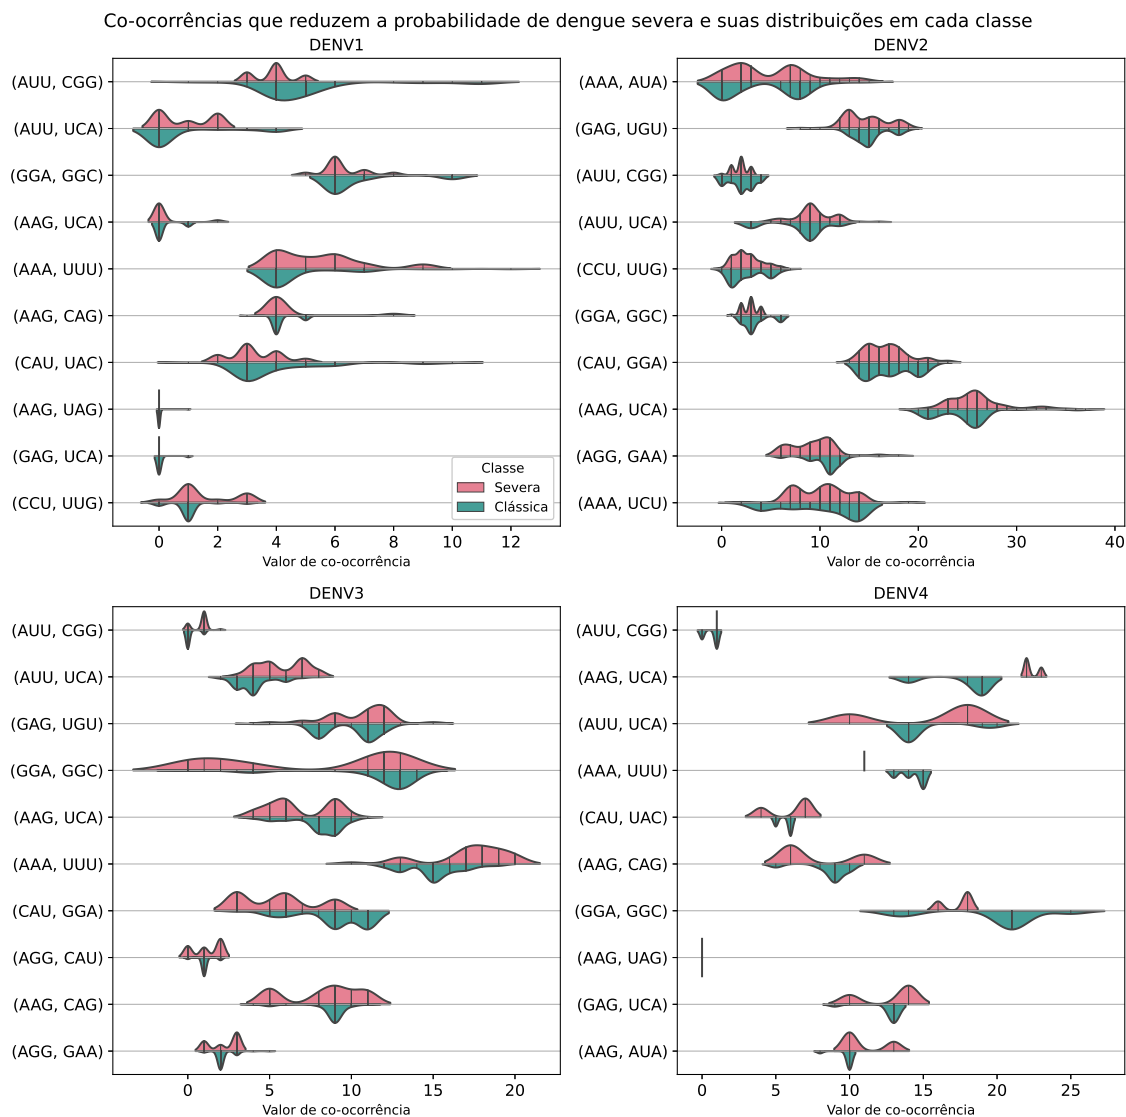 Co-ocorrências que reduzem a probabilidade de dengue severa e suas distribuições em cada classe
DENV1
(AUU, CGG)
(AUU, UCA)
(GGA, GGC)
(AAG, UCA)
(AAA, UUU)
(AAG, CAG)
(CAU, UAC)
(AAG, UAG)
(GAG, UCA)
(CCU, UUG)
Classe
Severa
Clássica
0 2 4 6 8 10 12
Valor de co-ocorrência
DENV2
(AAA, AUA)
(GAG, UGU)
(AUU, CGG)
(AUU, UCA)
(CCU, UUG)
(GGA, GGC)
(CAU, GGA)
(AAG, UCA)
(AGG, GAA)
(AAA, UCU)
0 10 20 30 40
Valor de co-ocorrência
DENV3
(AUU, CGG)
(AUU, UCA)
(GAG, UGU)
(GGA, GGC)
(AAG, UCA)
(AAA, UUU)
(CAU, GGA)
(AGG, CAU)
(AAG, CAG)
(AGG, GAA)
0 5 10 15 20
Valor de co-ocorrência
DENV4
(AUU, CGG)
(AAG, UCA)
(AUU, UCA)
(AAA, UUU)
(CAU, UAC)
(AAG, CAG)
(GGA, GGC)
(AAG, UAG)
(GAG, UCA)
(AAG, AUA)
0 5 10 15 20 25
Valor de co-ocorrência